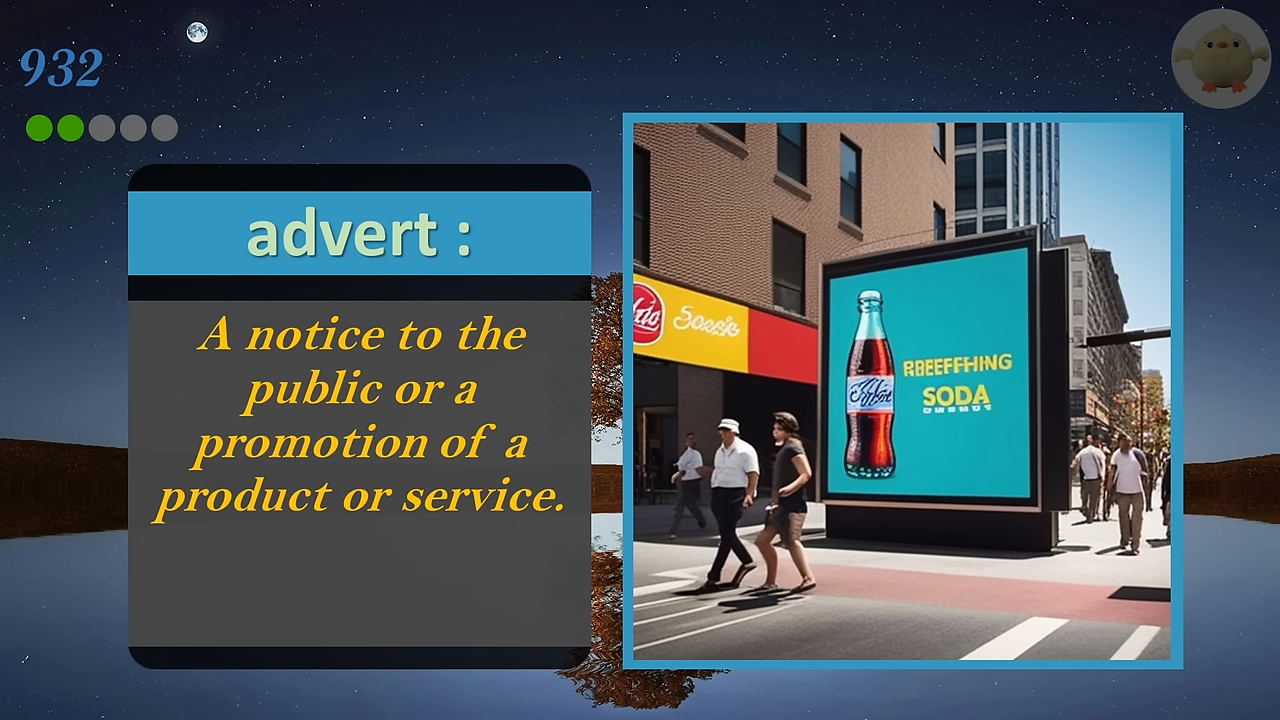 932
advert :
A notice to the
public or a
promotion of a
product or service.
RBEEFFHING
SODA